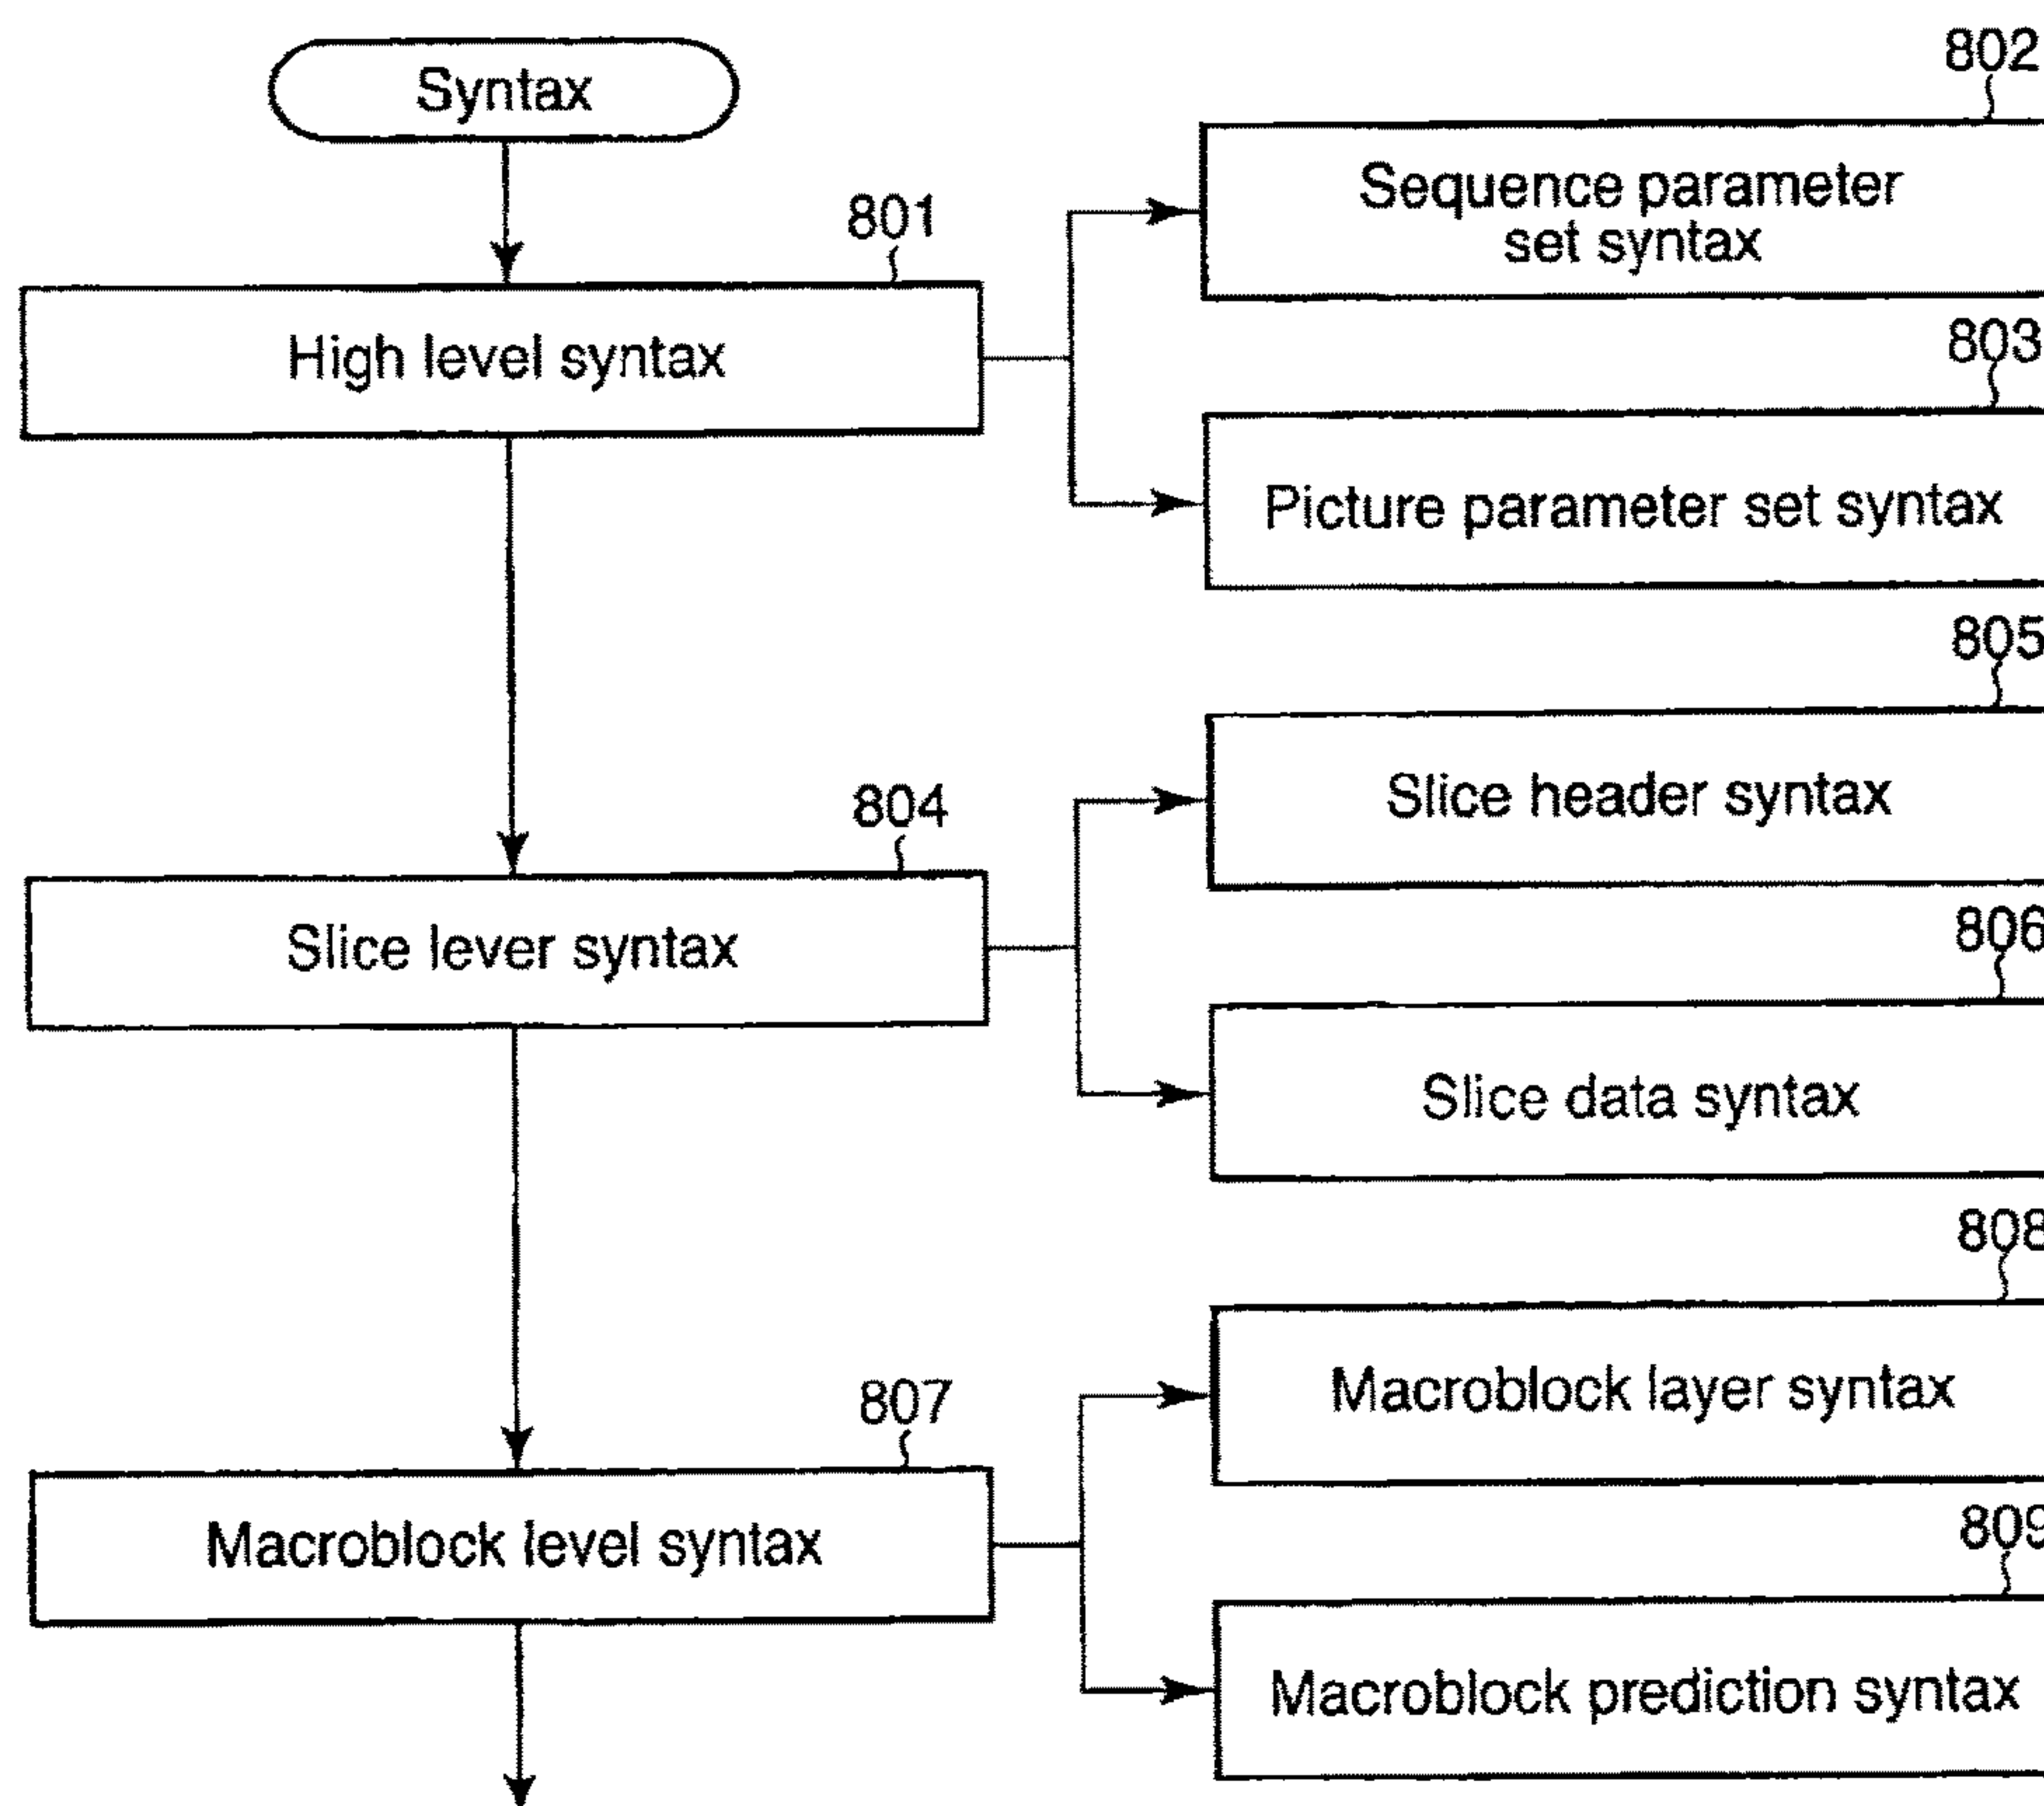 Syntax
802
Sequence parameter
set syntax
801
High level syntax
803
Picture parameter set syntax
805
Slice header syntax
804
Slice lever syntax
806
Slice data syntax
808
Macroblock layer syntax
807
Macroblock level syntax
809
Macroblock prediction syntax